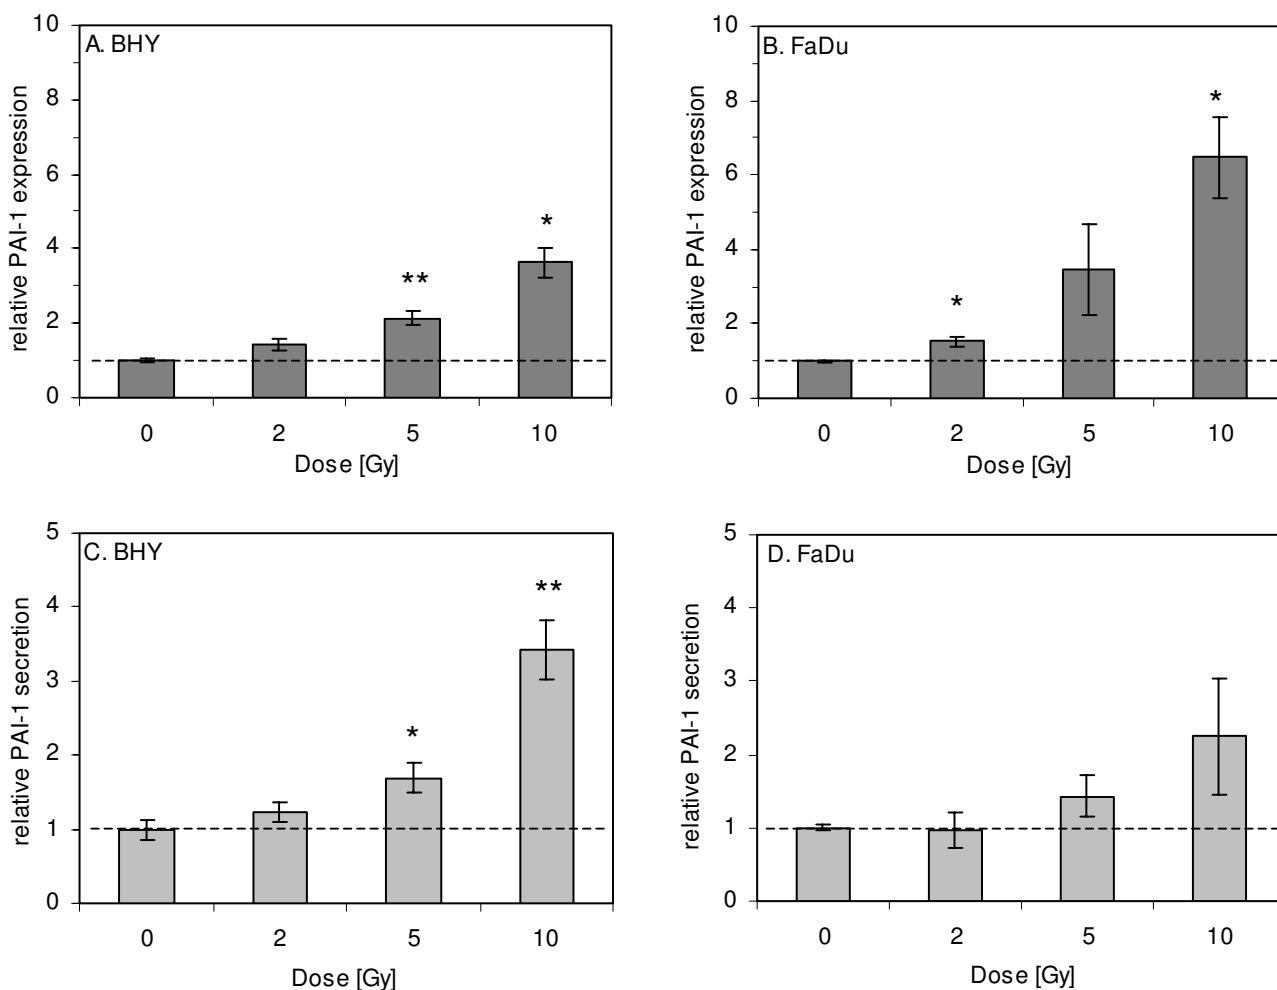 A. BHY
relative PAI-1 expression
10
8
6
4
2
0
**
*
0 2 5 10
Dose [Gy]
B. FaDu
relative PAI-1 expression
10
8
6
4
2
0
*
*
0 2 5 10
Dose [Gy]
C. BHY
relative PAI-1 secretion
5
4
3
2
1
0
*
**
0 2 5 10
Dose [Gy]
D. FaDu
relative PAI-1 secretion
5
4
3
2
1
0
0 2 5 10
Dose [Gy]